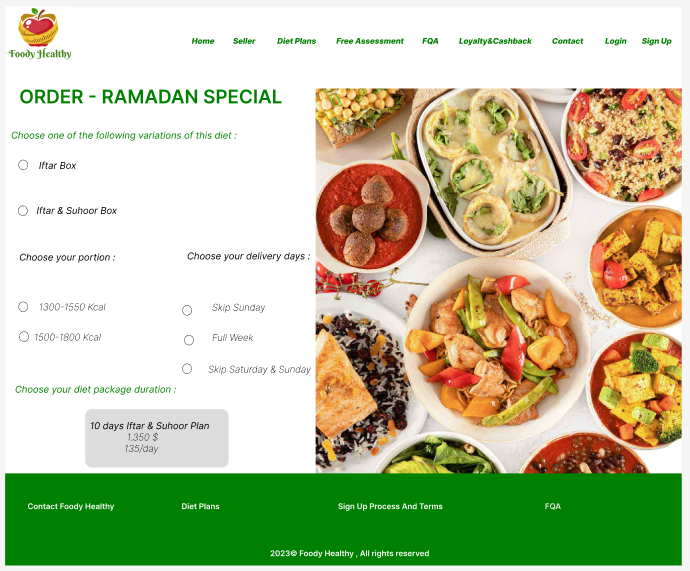 Foody Healthy
Home Seller Diet Plans Free Assessment FQA Loyalty&Cashback Contact Login Sign Up
ORDER - RAMADAN SPECIAL
Choose one of the following variations of this diet :
Iftar Box
Iftar & Suhoor Box
Choose your portion :
1300-1550 Kcal
1500-1800 Kcal
Choose your delivery days :
Skip Sunday
Full Week
Skip Saturday & Sunday
Choose your diet package duration :
10 days Iftar & Suhoor Plan
1.350 $
135/day
Contact Foody Healthy Diet Plans Sign Up Process And Terms FQA
2023© Foody Healthy , All rights reserved